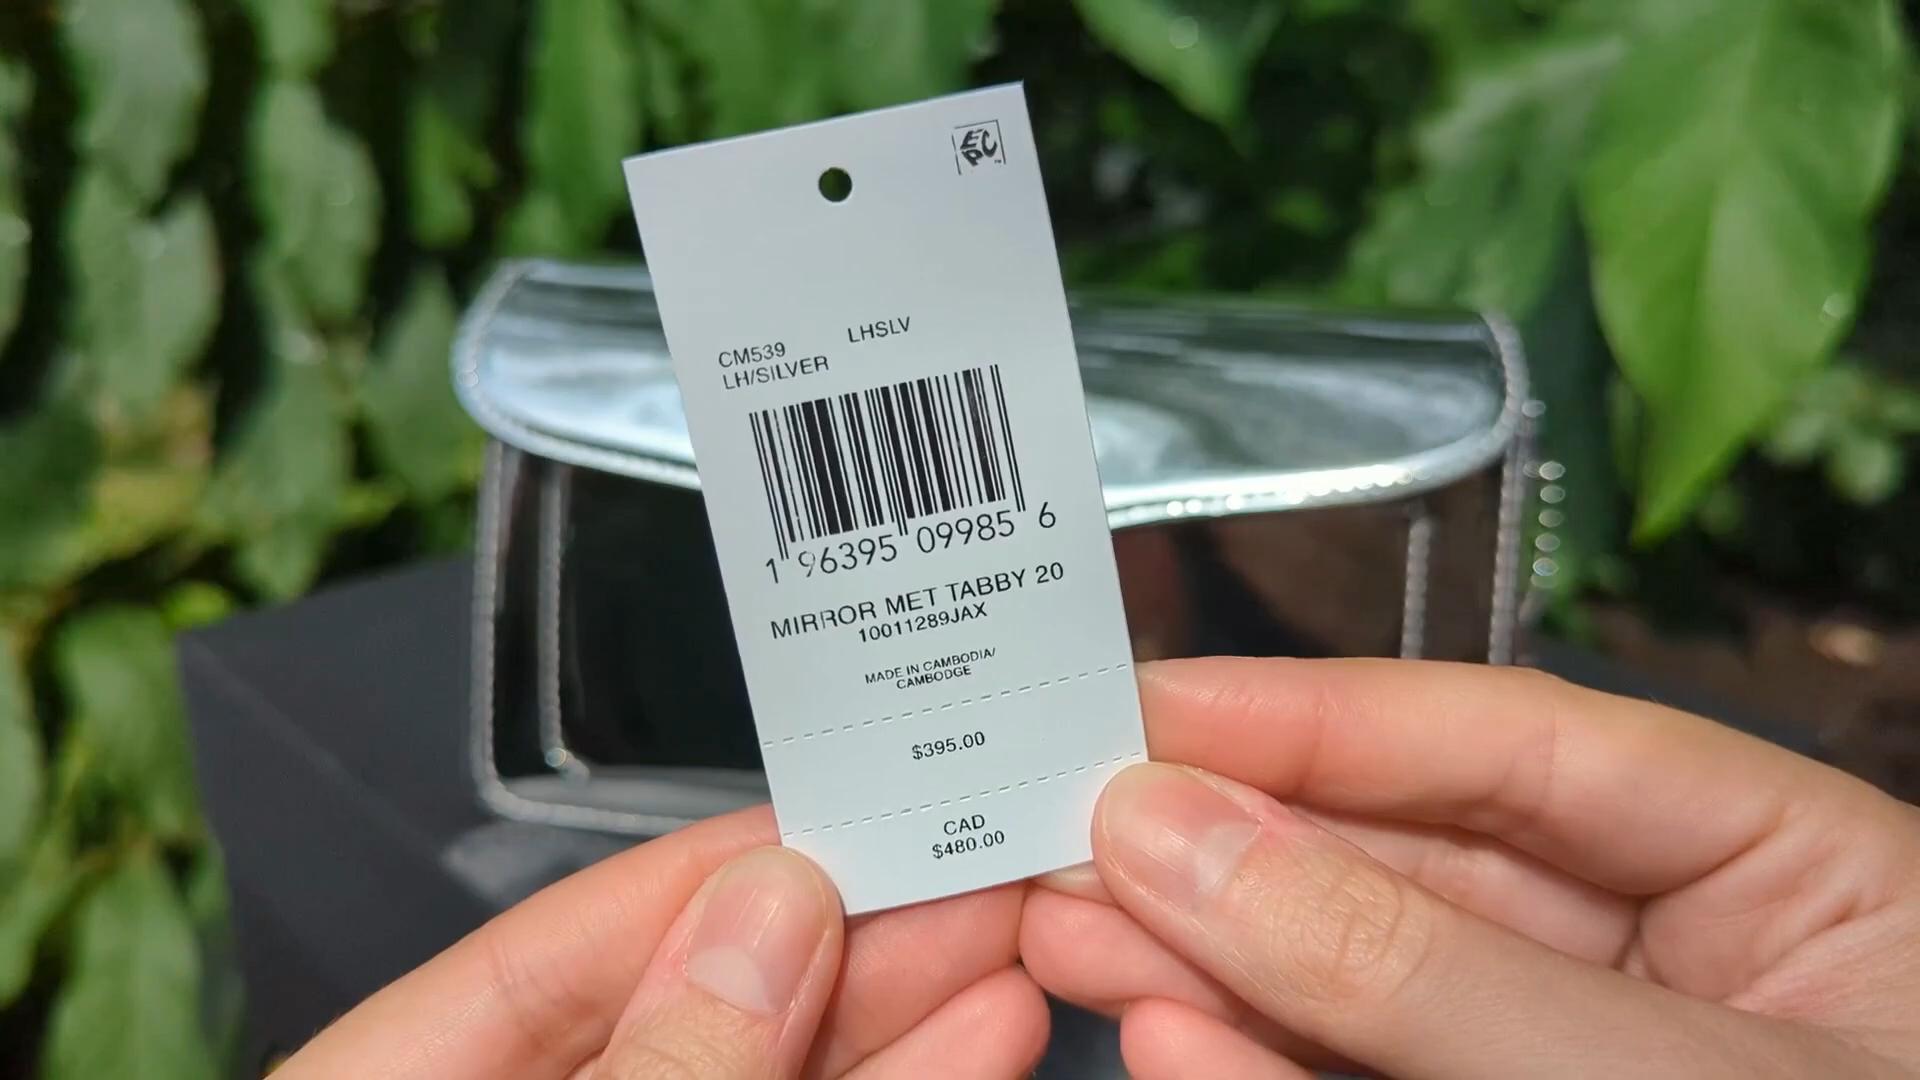 EPC
™
CM539 LHSLV
LH/SILVER
1 96395 09985 6
MIRROR MET TABBY 20
10011289JAX
MADE IN CAMBODIA/
CAMBODGE
$395.00
CAD
$480.00